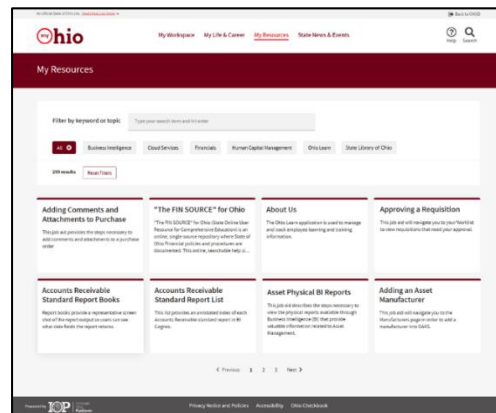 An official State of Ohio site.
Back to OH|ID
myOhio
My Workspace My Life & Career My Resources State News & Events
Help Search
My Resources
Filter by keyword or topic Type your search term and hit enter
All Business Intelligence Cloud Services Financials Human Capital Management Ohio Learn State Library of Ohio
results Reset Filters
Adding Comments and
Attachments to Purchase
This job aid provides the steps necessary to
add comments and attachments to a purchase
order
"The FIN SOURCE" for Ohio
"The FIN SOURCE" for Ohio (State Online User
Resource for Comprehensive Education) is an
online, single-source repository where State of
Ohio Financial policies and procedures are
documented. This online, searchable help si...
About Us
The Ohio Learn application is used to manage
and track employee learning and training
information.
Approving a Requisition
This job aid will navigate you to your Worklist
to view requisitions that need your approval.
Accounts Receivable
Standard Report Books
Report books provide a representative screen
shot of the report output so users can see
what data fields the report returns.
Accounts Receivable
Standard Report List
This list provides an annotated index of each
Accounts Receivable standard report in BI
Cognos.
Asset Physical BI Reports
This job aid describes the steps necessary to
view the physical reports available through
Business Intelligence (BI) that provide
valuable information related to Asset
Management.
Adding an Asset
Manufacturer
This job aid will navigate you to the
Manufacturers page in order to add a
manufacturer into OAKS.
Previous 1 2 3 Next
Powered by IOP Platform
Privacy Notice and Policies Accessibility Ohio Checkbook